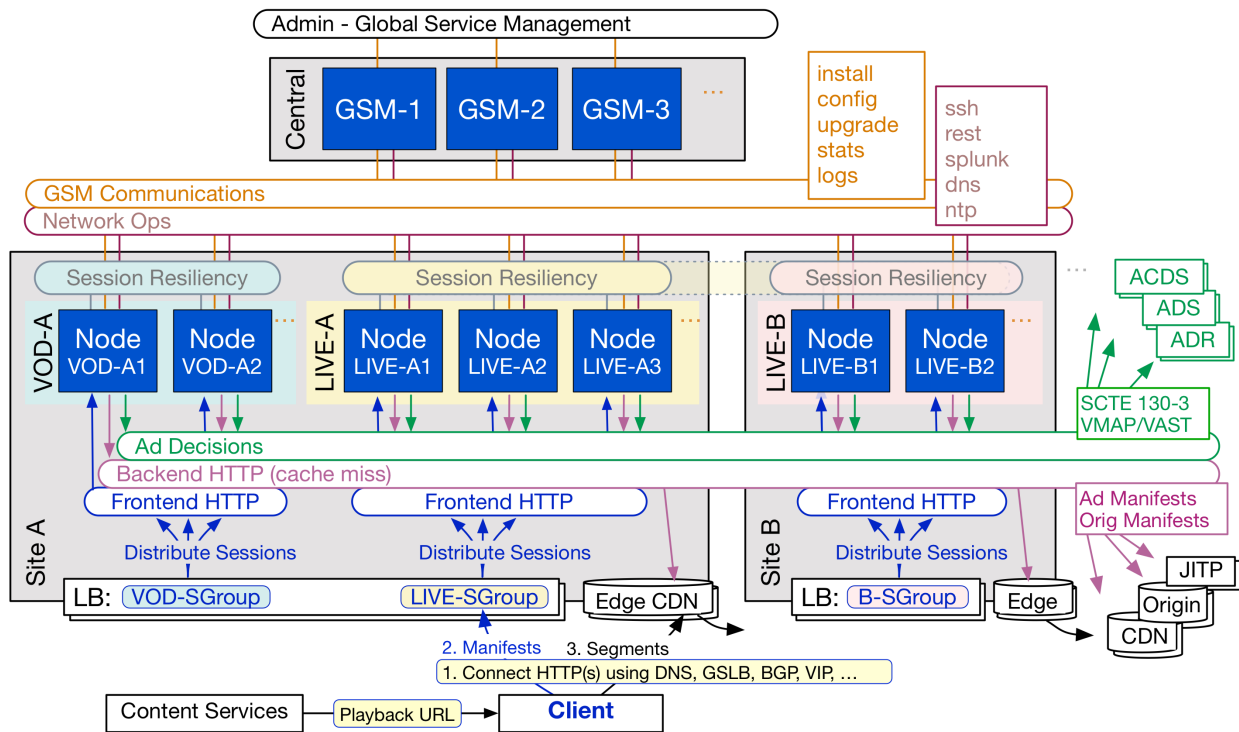 Admin - Global Service Management
Central
GSM-1
GSM-2
GSM-3
...
install
config
upgrade
stats
logs
ssh
rest
splunk
dns
ntp
GSM Communications
Network Ops
Session Resiliency
Session Resiliency
Session Resiliency
...
ACDS
ADS
ADR
VOD-A
Node
VOD-A1
Node
VOD-A2
...
LIVE-A
Node
LIVE-A1
Node
LIVE-A2
Node
LIVE-A3
...
LIVE-B
Node
LIVE-B1
Node
LIVE-B2
...
SCTE 130-3
VMAP/VAST
Ad Decisions
Backend HTTP (cache miss)
Frontend HTTP
Frontend HTTP
Frontend HTTP
Ad Manifests
Orig Manifests
Site A
Distribute Sessions
Distribute Sessions
Site B
Distribute Sessions
LB:
VOD-SGroup
LIVE-SGroup
Edge CDN
LB:
B-SGroup
Edge
JITP
Origin
CDN
2. Manifests
3. Segments
1. Connect HTTP(s) using DNS, GSLB, BGP, VIP, ...
Content Services
Playback URL
Client